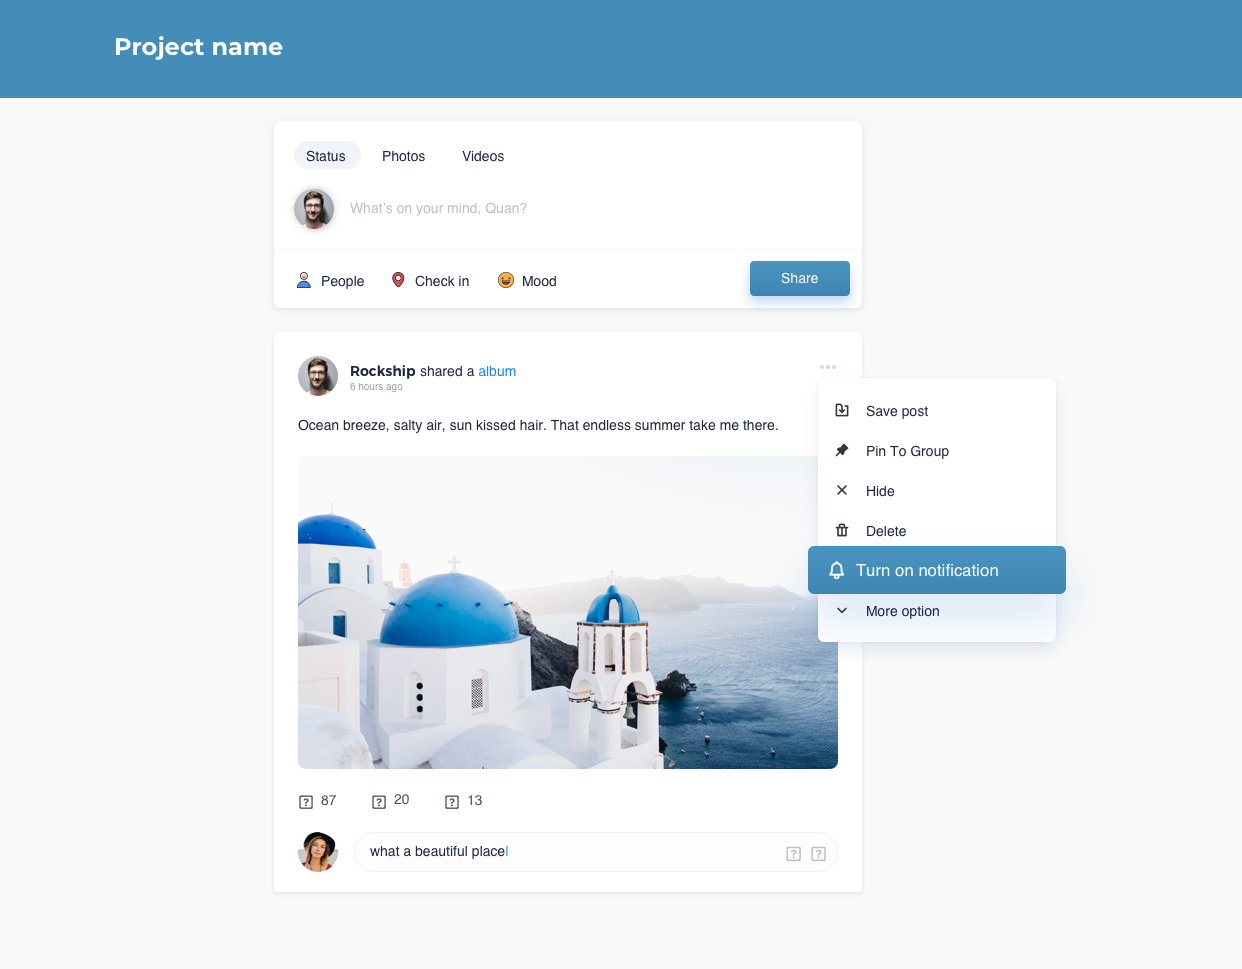 Project name
Status Photos Videos
What's on your mind, Quan?
People Check in Mood Share
Rockship shared a album
6 hours ago
Ocean breeze, salty air, sun kissed hair. That endless summer take me there.
Save post
Pin To Group
Hide
Delete
Turn on notification
More option
87 20 13
what a beautiful place